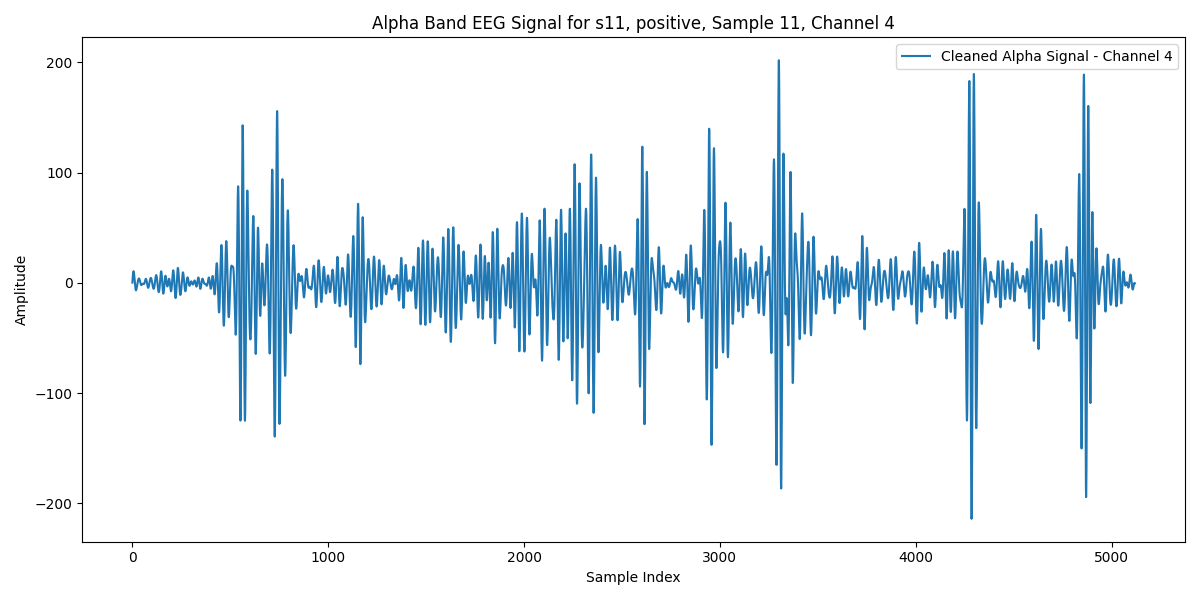 Alpha Band EEG Signal for s11, positive, Sample 11, Channel 4
Cleaned Alpha Signal - Channel 4
200
100
0
−100
−200
Amplitude
0 1000 2000 3000 4000 5000
Sample Index